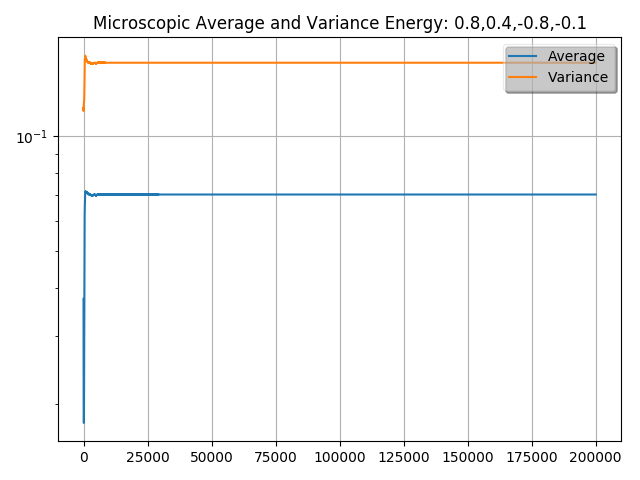 Microscopic Average and Variance Energy: 0.8,0.4,-0.8,-0.1
Average
Variance
10⁻¹
0 25000 50000 75000 100000 125000 150000 175000 200000